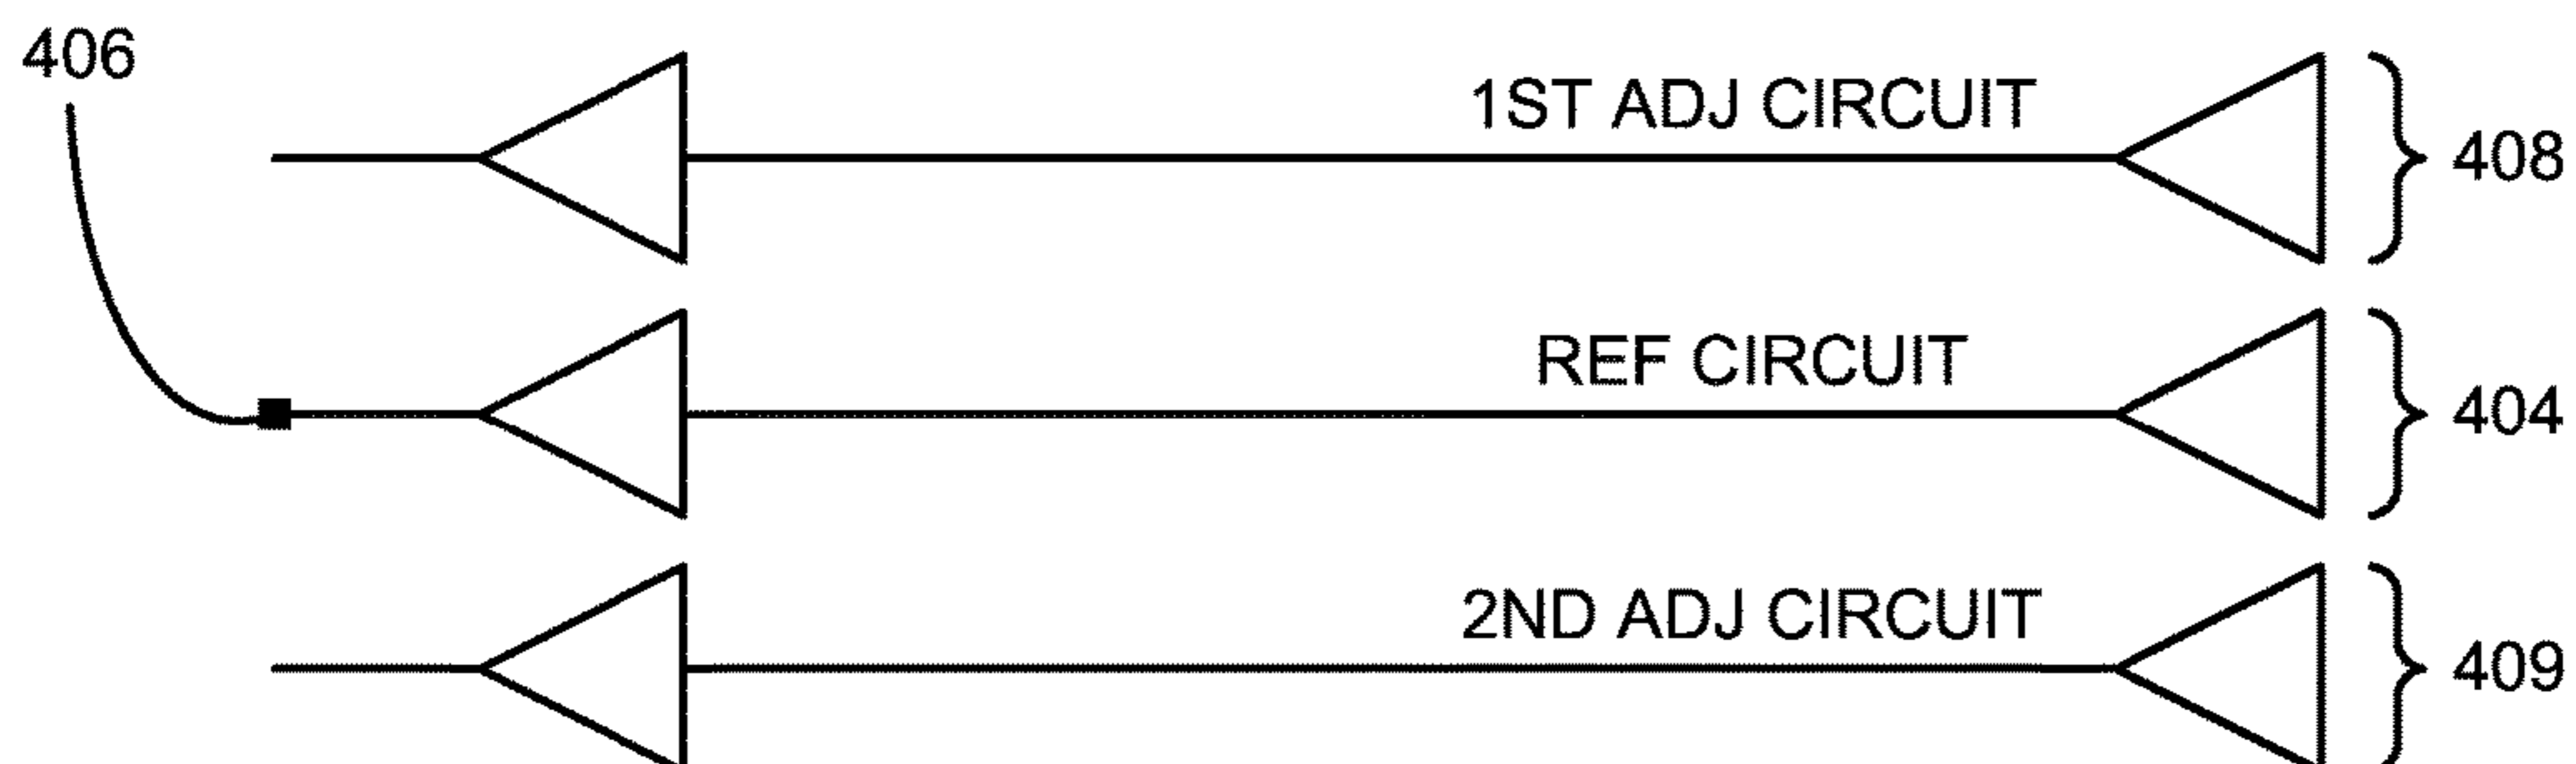 406
1ST ADJ CIRCUIT
408
REF CIRCUIT
404
2ND ADJ CIRCUIT
409